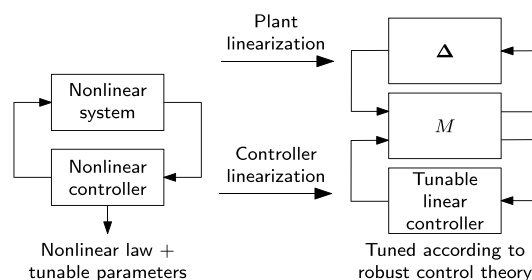 Plant
linearization
Δ
Nonlinear
system
M
Nonlinear
controller
Controller
linearization
Tunable
linear
controller
Nonlinear law +
tunable parameters
Tuned according to
robust control theory